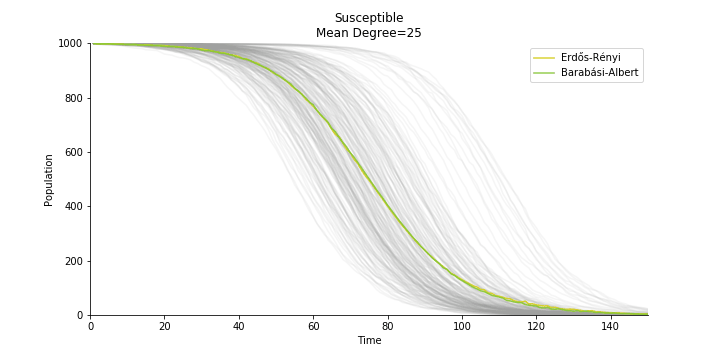 Susceptible
Mean Degree=25
Erdős-Rényi
Barabási-Albert
Population
1000
800
600
400
200
0
0 20 40 60 80 100 120 140
Time